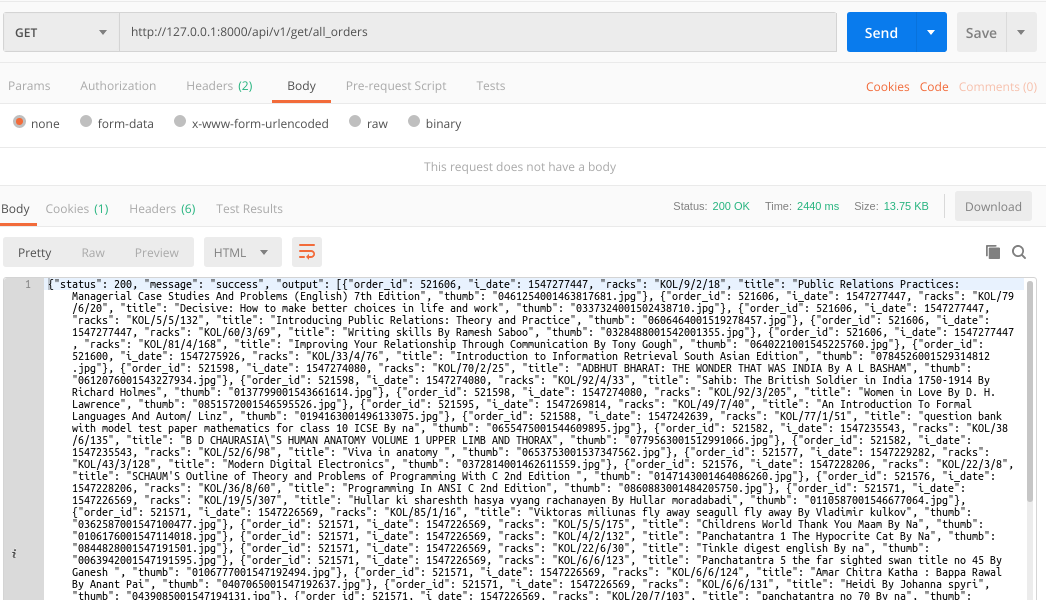 GET http://127.0.0.1:8000/api/v1/get/all_orders Send Save
Params Authorization Headers (2) Body Pre-request Script Tests Cookies Code Comments (0)
none form-data x-www-form-urlencoded raw binary
This request does not have a body
Body Cookies (1) Headers (6) Test Results Status: 200 OK Time: 2440 ms Size: 13.75 KB Download
Pretty Raw Preview HTML
1 {"status": 200, "message": "success", "output": [[{"order_id": 521606, "i_date": 1547277447, "racks": "KOL/9/2/18", "title": "Public Relations Practices:
Managerial Case Studies And Problems (English) 7th Edition", "thumb": "0461254001463817681.jpg"}, {"order_id": 521606, "i_date": 1547277447, "racks": "KOL/79
/6/20", "title": "Decisive: How to make better choices in life and work", "thumb": "0337324001502438710.jpg"}, {"order_id": 521606, "i_date": 1547277447,
"racks": "KOL/5/5/132", "title": "Introducing Public Relations: Theory and Practice", "thumb": "0606464001519278457.jpg"}, {"order_id": 521606, "i_date":
1547277447, "racks": "KOL/60/3/69", "title": "Writing skills By Ramesh Saboo", "thumb": "0328488001542001355.jpg"}, {"order_id": 521606, "i_date": 1547277447
, "racks": "KOL/81/4/168", "title": "Improving Your Relationship Through Communication By Tony Gough", "thumb": "0640221001545225760.jpg"}, {"order_id":
521600, "i_date": 1547275926, "racks": "KOL/33/4/76", "title": "Introduction to Information Retrieval South Asian Edition", "thumb": "0784526001529314812
.jpg"}, {"order_id": 521598, "i_date": 1547274080, "racks": "KOL/70/2/25", "title": "ADBHUT BHARAT: THE WONDER THAT WAS INDIA By A L BASHAM", "thumb":
"0612076001543227934.jpg"}, {"order_id": 521598, "i_date": 1547274080, "racks": "KOL/92/4/33", "title": "Sahib: The British Soldier in India 1750-1914 By
Richard Holmes", "thumb": "0137799001543661614.jpg"}, {"order_id": 521598, "i_date": 1547274080, "racks": "KOL/92/3/205", "title": "Women in Love By D. H.
Lawrence", "thumb": "0851572001546595526.jpg"}, {"order_id": 521595, "i_date": 1547269814, "racks": "KOL/49/7/40", "title": "An Introduction To Formal
Languages And Autom/ Linz", "thumb": "0194163001496133075.jpg"}, {"order_id": 521588, "i_date": 1547242639, "racks": "KOL/77/1/51", "title": "question bank
with model test paper mathematics for class 10 ICSE By na", "thumb": "0655475001544609895.jpg"}, {"order_id": 521582, "i_date": 1547235543, "racks": "KOL/38
/6/135", "title": "B D CHAURASIA\"S HUMAN ANATOMY VOLUME 1 UPPER LIMB AND THORAX", "thumb": "0779563001512991066.jpg"}, {"order_id": 521582, "i_date":
1547235543, "racks": "KOL/52/6/98", "title": "Viva in anatomy ", "thumb": "0653753001537347562.jpg"}, {"order_id": 521577, "i_date": 1547229282, "racks":
"KOL/43/3/128", "title": "Modern Digital Electronics", "thumb": "0372814001462611559.jpg"}, {"order_id": 521576, "i_date": 1547228206, "racks": "KOL/22/3/8",
"title": "SCHAUM'S Outline of Theory and Problems of Programming With C 2nd Edition ", "thumb": "0147143001464086260.jpg"}, {"order_id": 521576, "i_date":
1547228206, "racks": "KOL/36/8/60", "title": "Programming In ANSI C 2nd Edition", "thumb": "0860883001484205750.jpg"}, {"order_id": 521571, "i_date":
1547226569, "racks": "KOL/19/5/307", "title": "Hullar ki shareshth hasya vyang rachanayen By Hullar moradabadi", "thumb": "0110587001546777064.jpg"},
{"order_id": 521571, "i_date": 1547226569, "racks": "KOL/85/1/16", "title": "Viktoras miliunas fly away seagull fly away By Vladimir kulkov", "thumb":
"0362587001547100477.jpg"}, {"order_id": 521571, "i_date": 1547226569, "racks": "KOL/5/5/175", "title": "Childrens World Thank You Maam By Na", "thumb":
"0106176001547114018.jpg"}, {"order_id": 521571, "i_date": 1547226569, "racks": "KOL/4/2/132", "title": "Panchatantra 1 The Hypocrite Cat By Na", "thumb":
"0844828001547191501.jpg"}, {"order_id": 521571, "i_date": 1547226569, "racks": "KOL/22/6/30", "title": "Tinkle digest english By na", "thumb":
"0063942001547191595.jpg"}, {"order_id": 521571, "i_date": 1547226569, "racks": "KOL/6/6/123", "title": "Panchatantra 5 the far sighted swan title no 45 By
Ganesh ", "thumb": "0106777001547192494.jpg"}, {"order_id": 521571, "i_date": 1547226569, "racks": "KOL/6/6/124", "title": "Amar Chitra Katha : Bappa Rawal
By Anant Pai", "thumb": "0407065001547192637.jpg"}, {"order_id": 521571, "i_date": 1547226569, "racks": "KOL/6/6/131", "title": "Heidi By Johanna spyri",
"thumb": "0439085001547194131.jpg"}, {"order_id": 521571, "i_date": 1547226569, "racks": "KOL/20/7/103", "title": "panchatantra no 70 By na", "thumb":